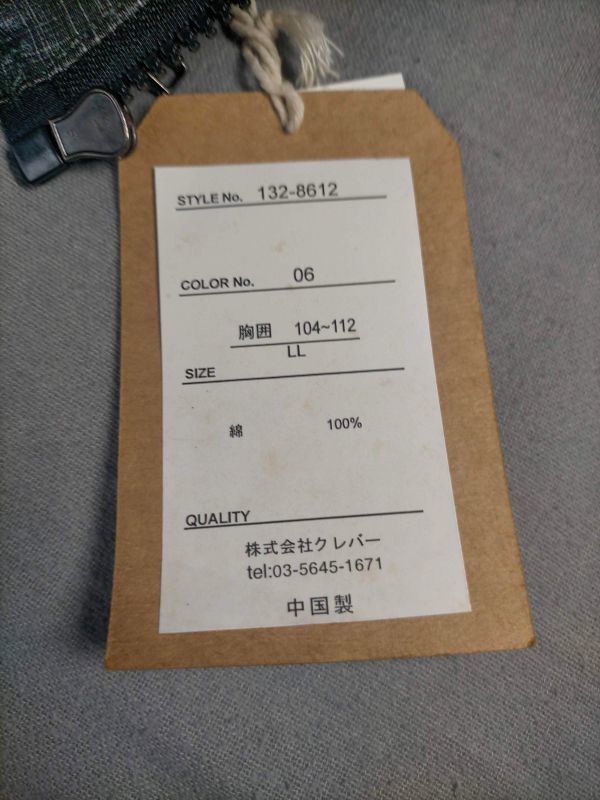 STYLE No. 132-8612
COLOR No. 06
胸囲 104~112
LL
SIZE
綿 100%
QUALITY
株式会社クレバー
tel:03-5645-1671
中国製